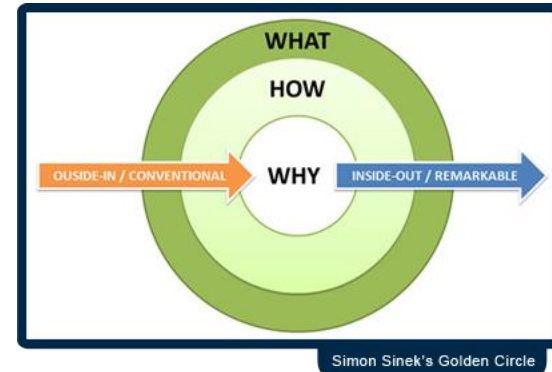 WHAT
HOW
OUSIDE-IN / CONVENTIONAL
WHY
INSIDE-OUT / REMARKABLE
Simon Sinek's Golden Circle